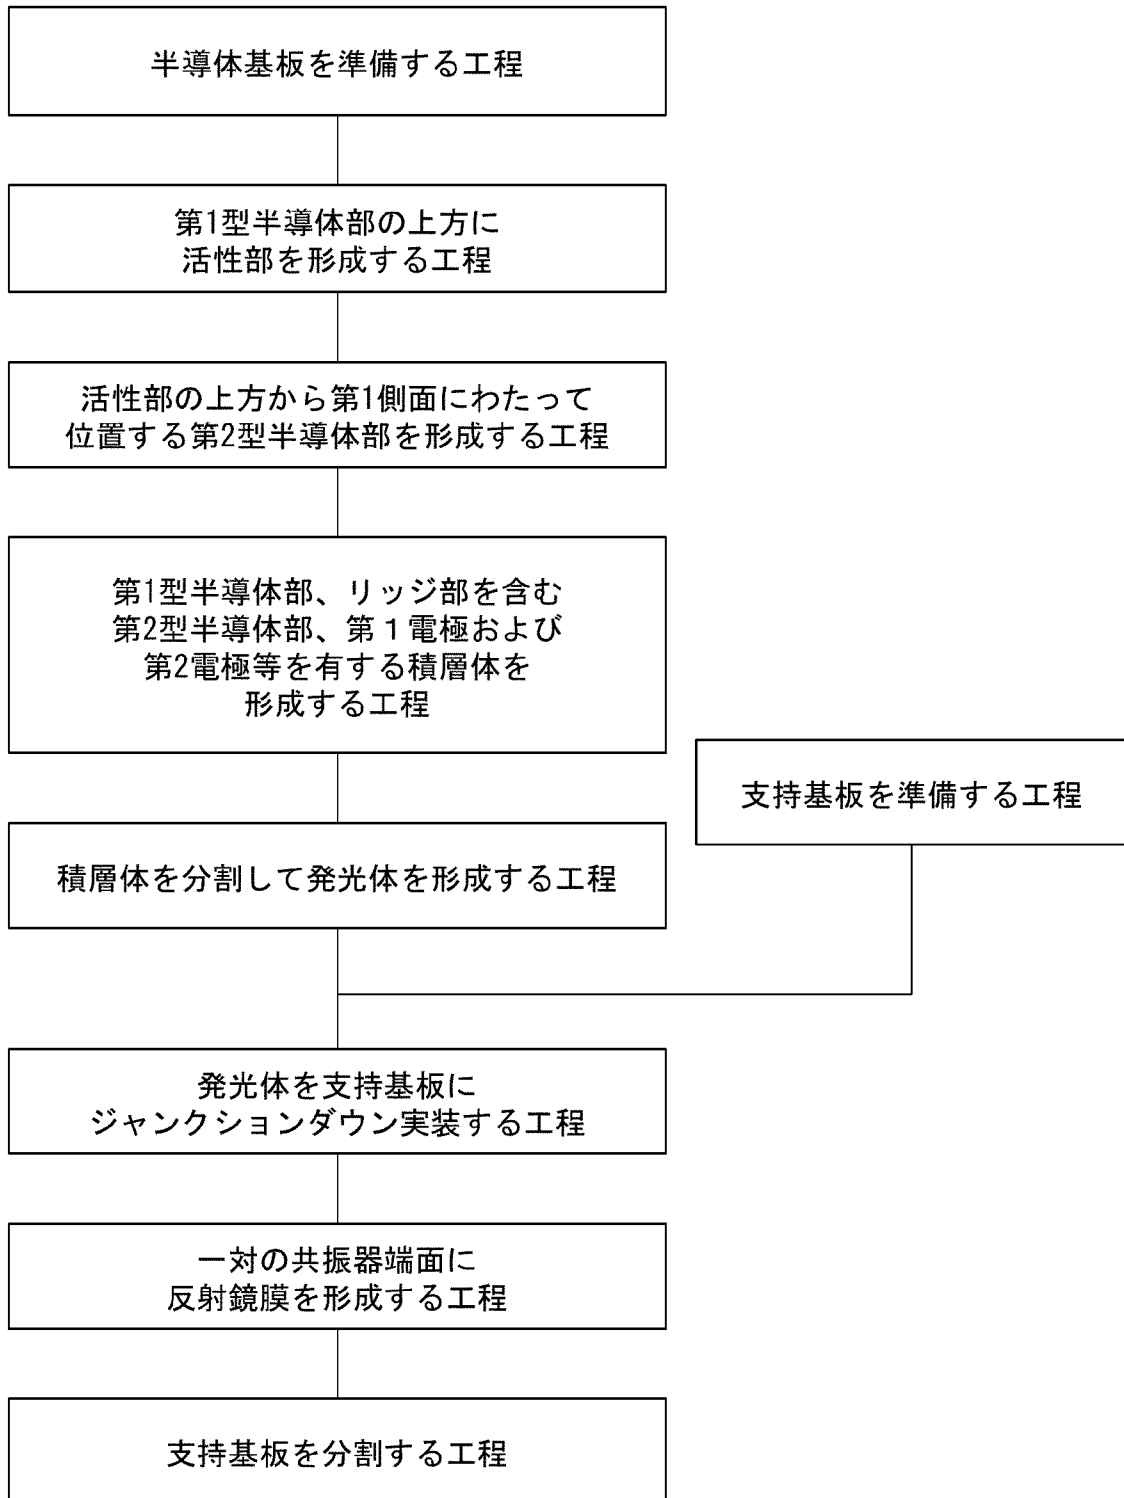 半導体基板を準備する工程
第1型半導体部の上方に
活性部を形成する工程
活性部の上方から第1側面にわたって
位置する第2型半導体部を形成する工程
第1型半導体部、リッジ部を含む
第2型半導体部、第１電極および
第2電極等を有する積層体を
形成する工程
支持基板を準備する工程
積層体を分割して発光体を形成する工程
発光体を支持基板に
ジャンクションダウン実装する工程
一対の共振器端面に
反射鏡膜を形成する工程
支持基板を分割する工程